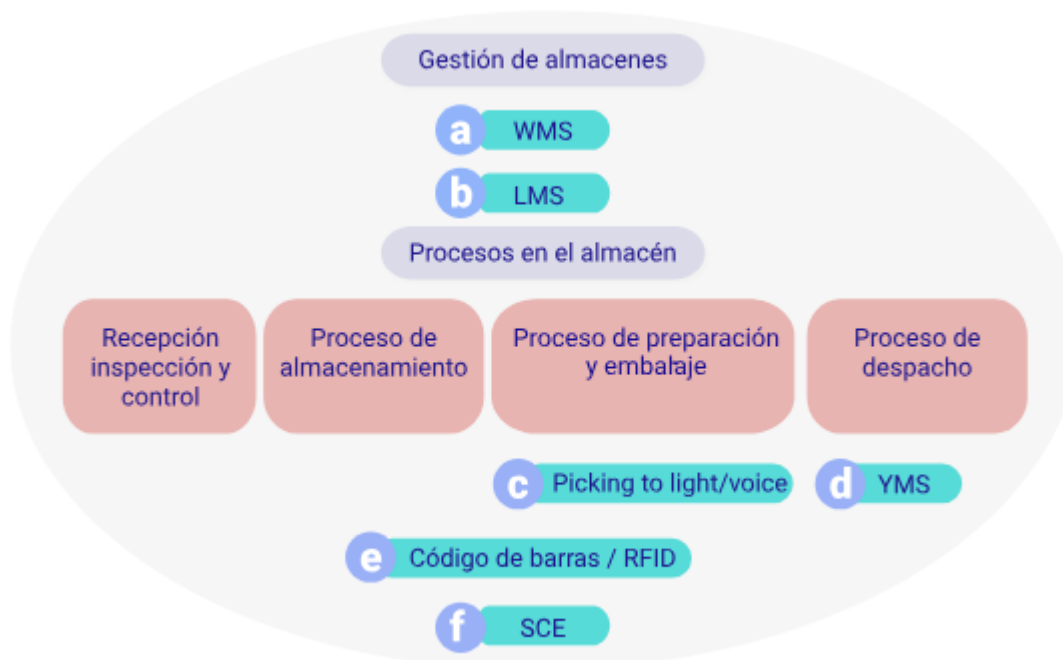 Gestión de almacenes
a WMS
b LMS
Procesos en el almacén
Recepción
inspección y
control
Proceso de
almacenamiento
Proceso de preparación
y embalaje
Proceso de
despacho
c Picking to light/voice
d YMS
e Código de barras / RFID
f SCE